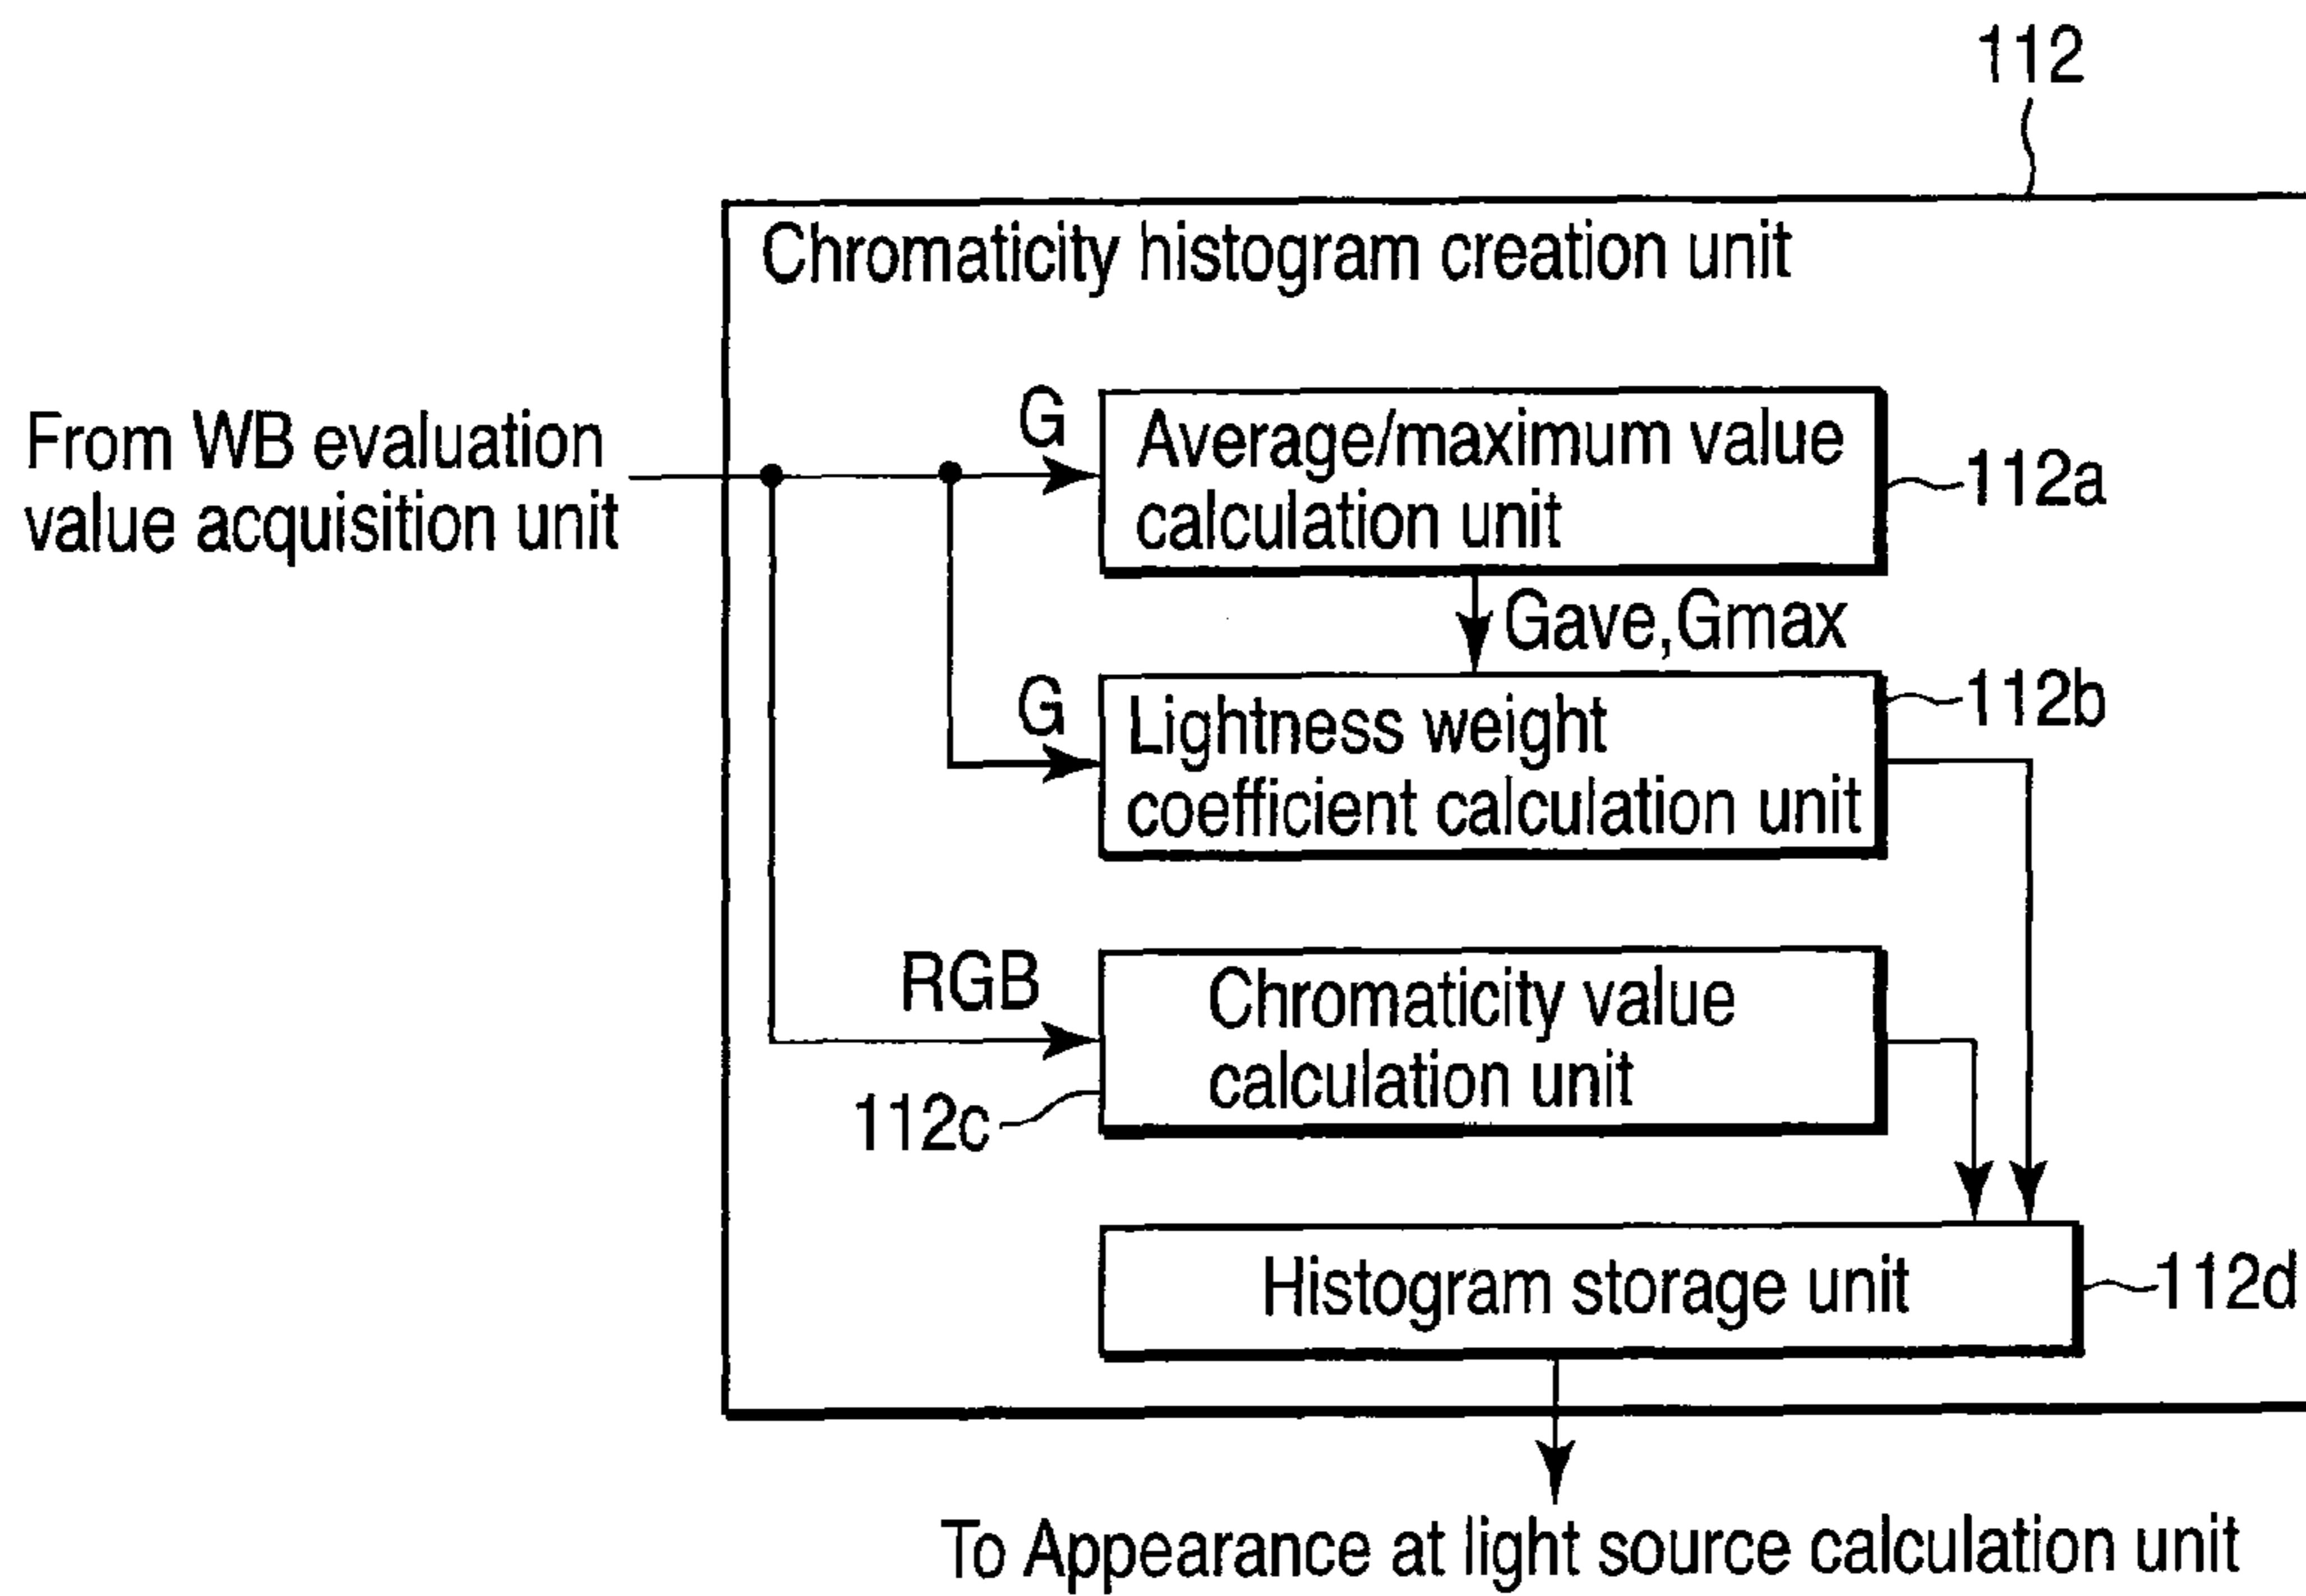 112
Chromaticity histogram creation unit
From WB evaluation
value acquisition unit
G
Average/maximum value
calculation unit
112a
Gave,Gmax
G
Lightness weight
coefficient calculation unit
112b
RGB
Chromaticity value
calculation unit
112c
Histogram storage unit
112d
To Appearance at light source calculation unit